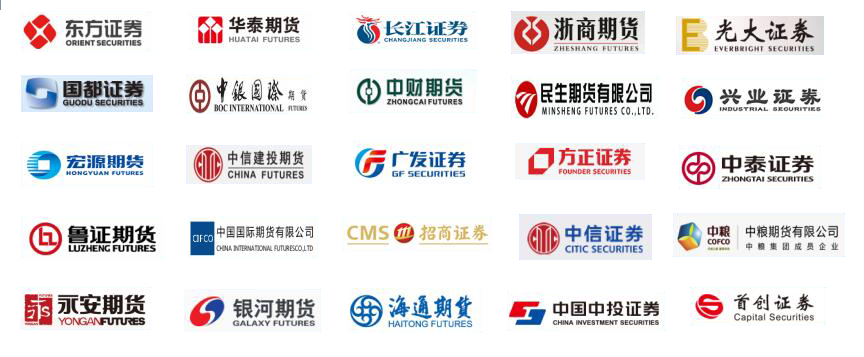 东方证券
ORIENT SECURITIES
华泰期货
HUATAI FUTURES
长江证券
CHANGJIANG SECURITIES
浙商期货
ZHESHANG FUTURES
光大证券
EVERBRIGHT SECURITIES
国都证券
GUODU SECURITIES
中银国际 期货
BOC INTERNATIONAL FUTURES
中财期货
ZHONGCAI FUTURES
民生期货有限公司
MINSHENG FUTURES CO.,LTD.
兴业证券
INDUSTRIAL SECURITIES
宏源期货
HONGYUAN FUTURES
中信建投期货
CHINA FUTURES
广发证券
GF SECURITIES
方正证券
FOUNDER SECURITIES
中泰证券
ZHONGTAI SECURITIES
鲁证期货
LUZHENG FUTURES
CIFCO
中国国际期货有限公司
CHINA INTERNATIONAL FUTURESCO.,LTD
CMS 招商证券
中信证券
CITIC SECURITIES
中粮
COFCO
中粮期货有限公司
中粮集团成员企业
永安期货
YONGANFUTURES
银河期货
GALAXY FUTURES
海通期货
HAITONG FUTURES
中国中投证券
CHINA INVESTMENT SECURITIES
首创证券
Capital Securities